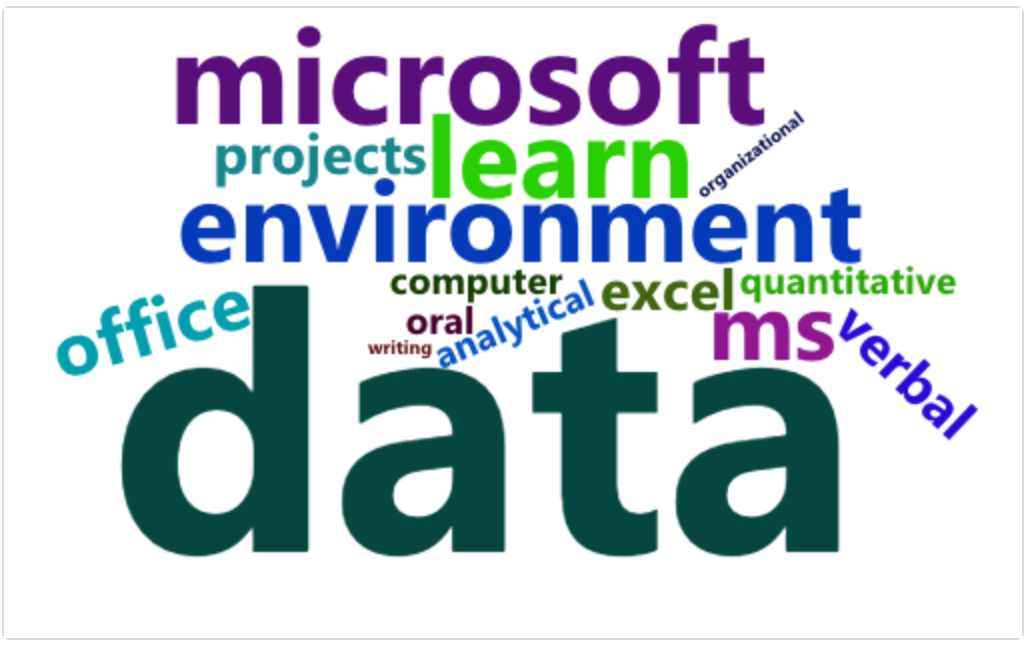 microsoft
projects
learn
organizational
environment
computer
excel
quantitative
office
oral
analytical
ms
verbal
writing
data